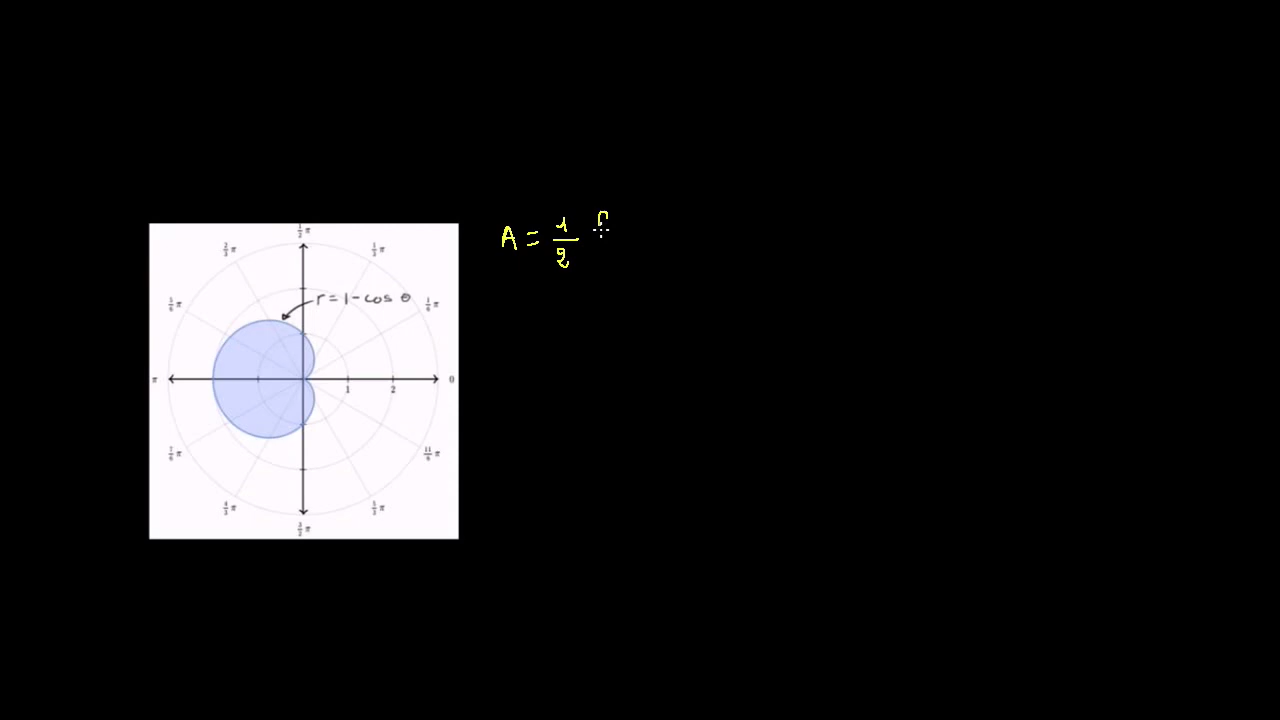 A = 1/2 ∫
1/2 π
2/3 π
1/3 π
5/6 π
r = 1 - cos θ
1/6 π
π
0
1
2
7/6 π
11/6 π
4/3 π
5/3 π
3/2 π